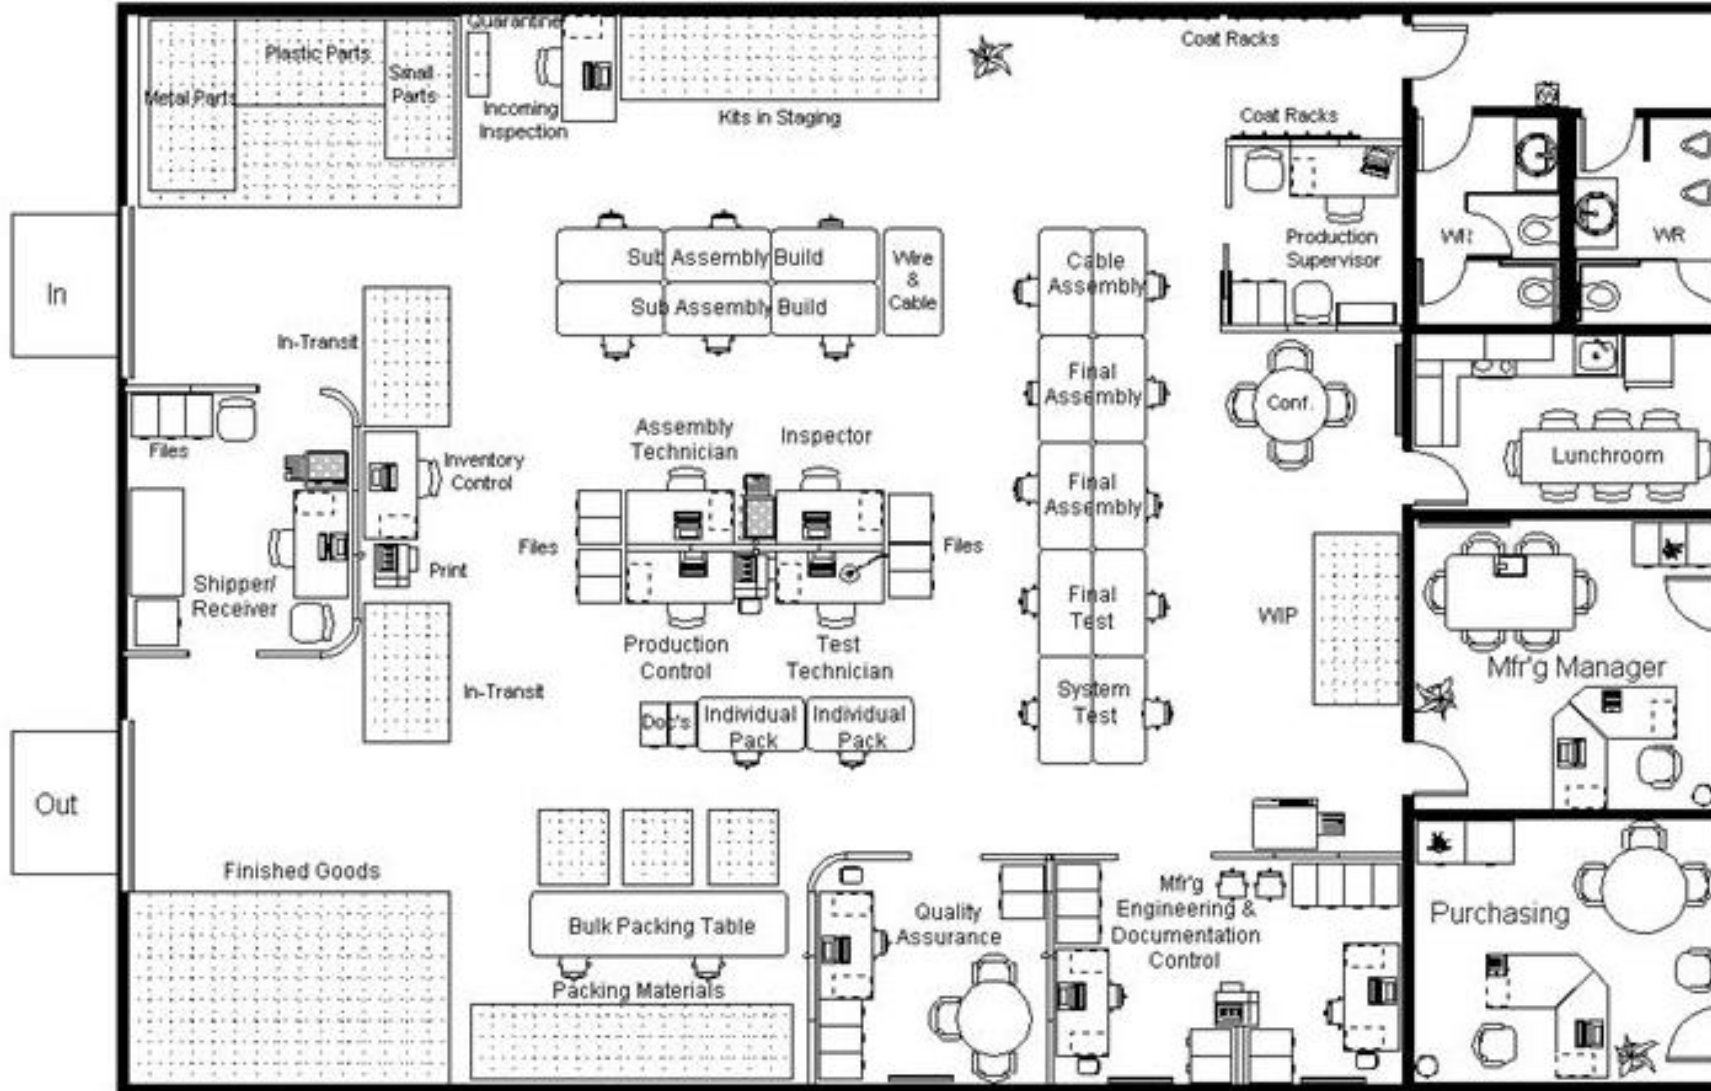 Quarantine
Coat Racks
Plastic Parts
Small
Parts
Metal Parts
Incoming
Inspection
Kits in Staging
Coat Racks
Production
Supervisor
WR
WR
Sub Assembly Build
Sub Assembly Build
Wire
&
Cable
Cable
Assembly
In
In-Transit
Final
Assembly
Conf.
Files
Assembly
Technician
Inspector
Lunchroom
Inventory
Control
Final
Assembly
Files
Files
Print
Shipper/
Receiver
Final
Test
WIP
Production
Control
Test
Technician
Mfr'g Manager
In-Transit
System
Test
Doc's
Individual
Pack
Individual
Pack
Out
Finished Goods
Bulk Packing Table
Quality
Assurance
Mfr'g
Engineering &
Documentation
Control
Purchasing
Packing Materials